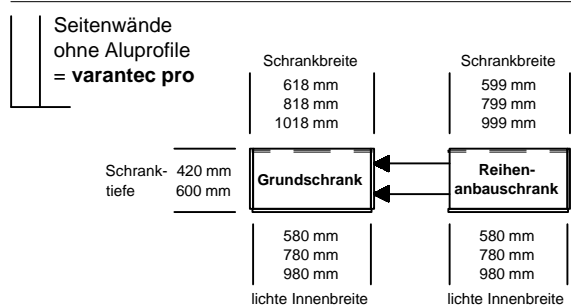 Seitenwände
ohne Aluprofile
= varantec pro
Schrankbreite
618 mm
818 mm
1018 mm
Schrankbreite
599 mm
799 mm
999 mm
Schrank-
tiefe
420 mm
600 mm
Grundschrank
Reihen-
anbauschrank
580 mm
780 mm
980 mm
lichte Innenbreite
580 mm
780 mm
980 mm
lichte Innenbreite